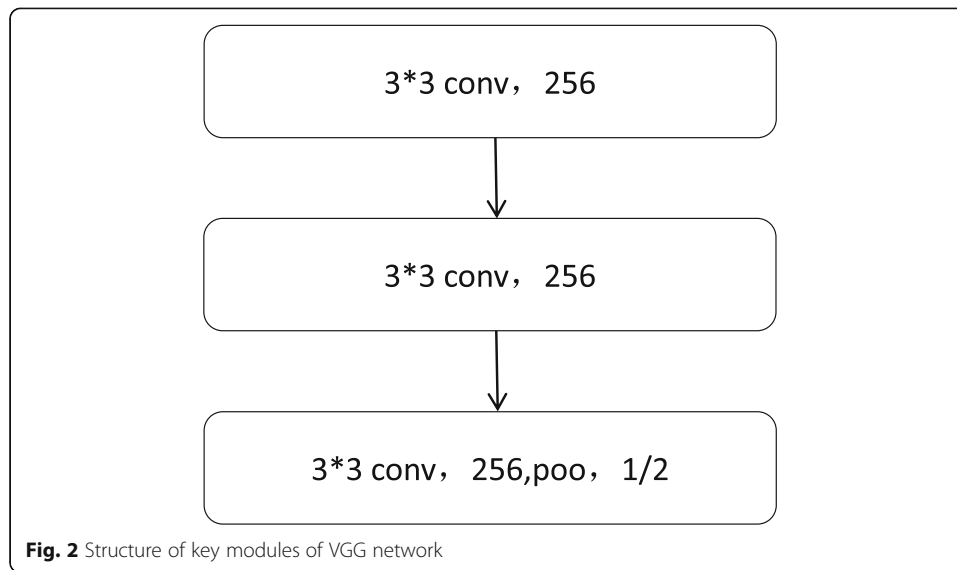 3*3 conv， 256
3*3 conv， 256
3*3 conv， 256,poo， 1/2
Fig. 2 Structure of key modules of VGG network